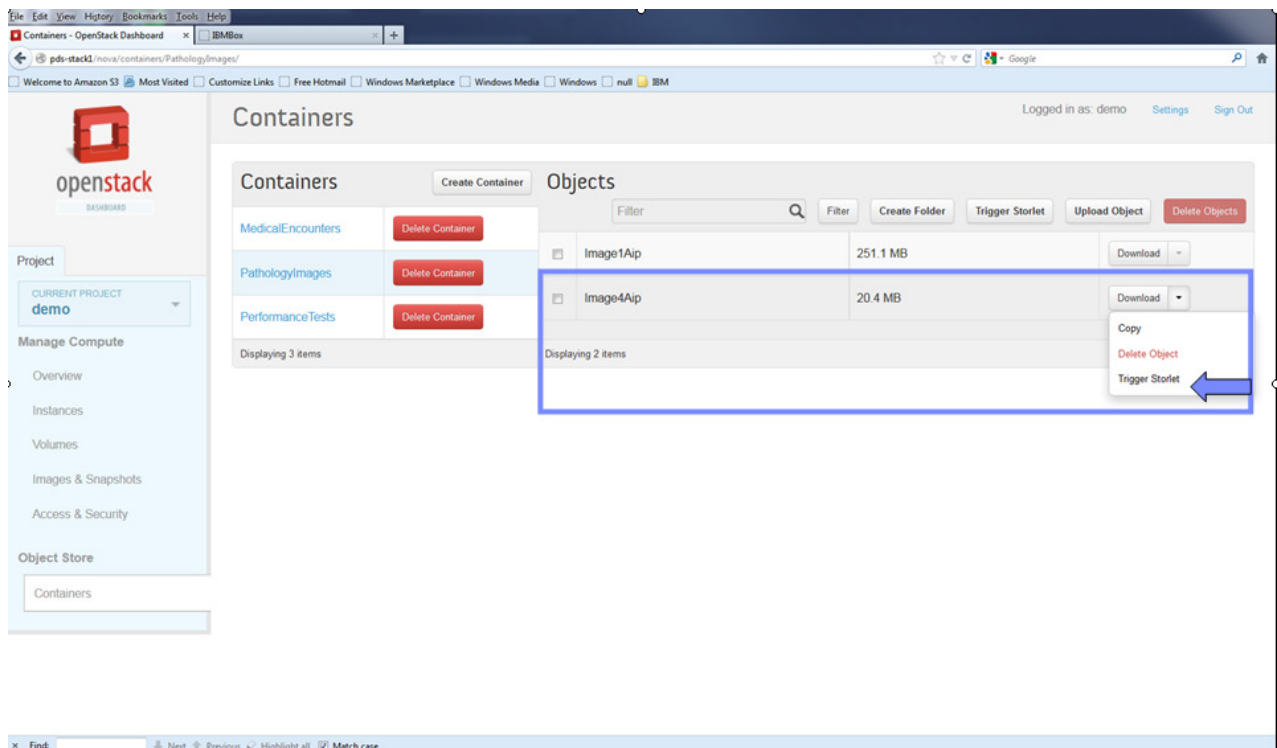 File Edit View History Bookmarks Tools Help
Containers - OpenStack Dashboard × IBMBox × +
pds-stack1/nova/containers/PathologyImages/ Google
Welcome to Amazon S3 Most Visited Customize Links Free Hotmail Windows Marketplace Windows Media Windows null IBM
Containers
Logged in as: demo Settings Sign Out
openstack
DASHBOARD
Project
CURRENT PROJECT
demo
Manage Compute
Overview
Instances
Volumes
Images & Snapshots
Access & Security
Object Store
Containers
Containers Create Container
MedicalEncounters Delete Container
PathologyImages Delete Container
PerformanceTests Delete Container
Displaying 3 items
Objects
Filter Filter Create Folder Trigger Storlet Upload Object Delete Objects
Image1Aip 251.1 MB Download
Image4Aip 20.4 MB Download
Copy
Delete Object
Trigger Storlet
Displaying 2 items
× Find: Next Previous Highlight all Match case